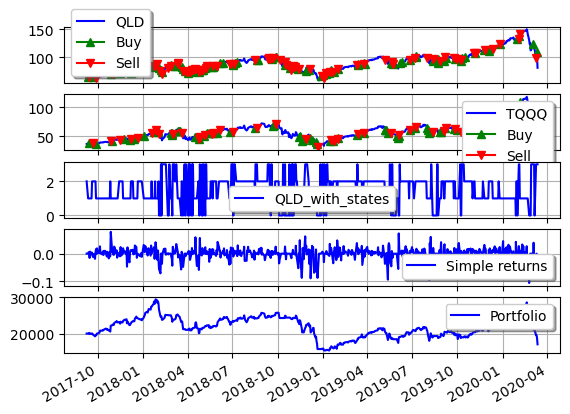 150
100
QLD
Buy
Sell
100
50
TQQQ
Buy
Sell
2
0
QLD_with_states
0.0
−0.1
Simple returns
30000
20000
Portfolio
2017-10
2018-01
2018-04
2018-07
2018-10
2019-01
2019-04
2019-07
2019-10
2020-01
2020-04